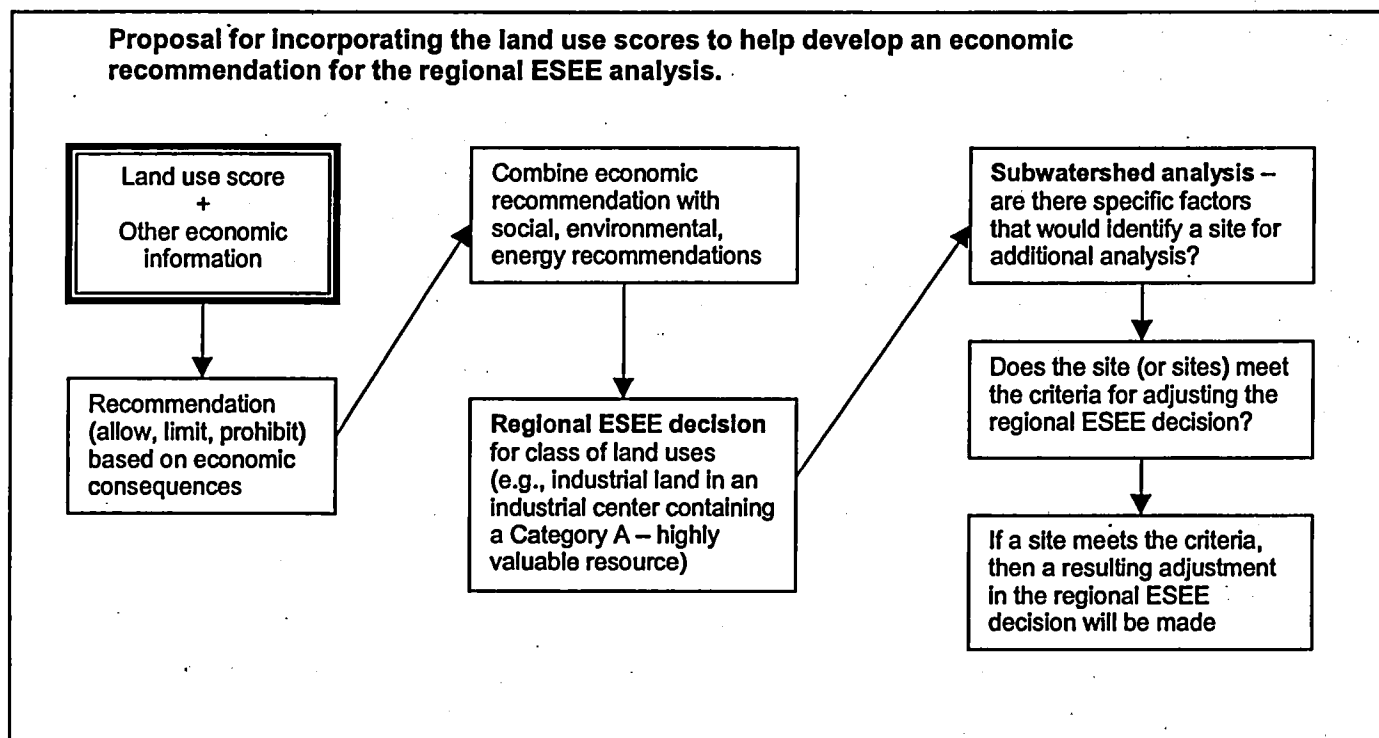 Proposal for incorporating the land use scores to help develop an economic
recommendation for the regional ESEE analysis.
Land use score
+
Other economic
information
Recommendation
(allow, limit, prohibit)
based on economic
consequences
Combine economic
recommendation with
social, environmental,
energy recommendations
Regional ESEE decision
for class of land uses
(e.g., industrial land in an
industrial center containing
a Category A – highly
valuable resource)
Subwatershed analysis –
are there specific factors
that would identify a site for
additional analysis?
Does the site (or sites) meet
the criteria for adjusting the
regional ESEE decision?
If a site meets the criteria,
then a resulting adjustment
in the regional ESEE
decision will be made